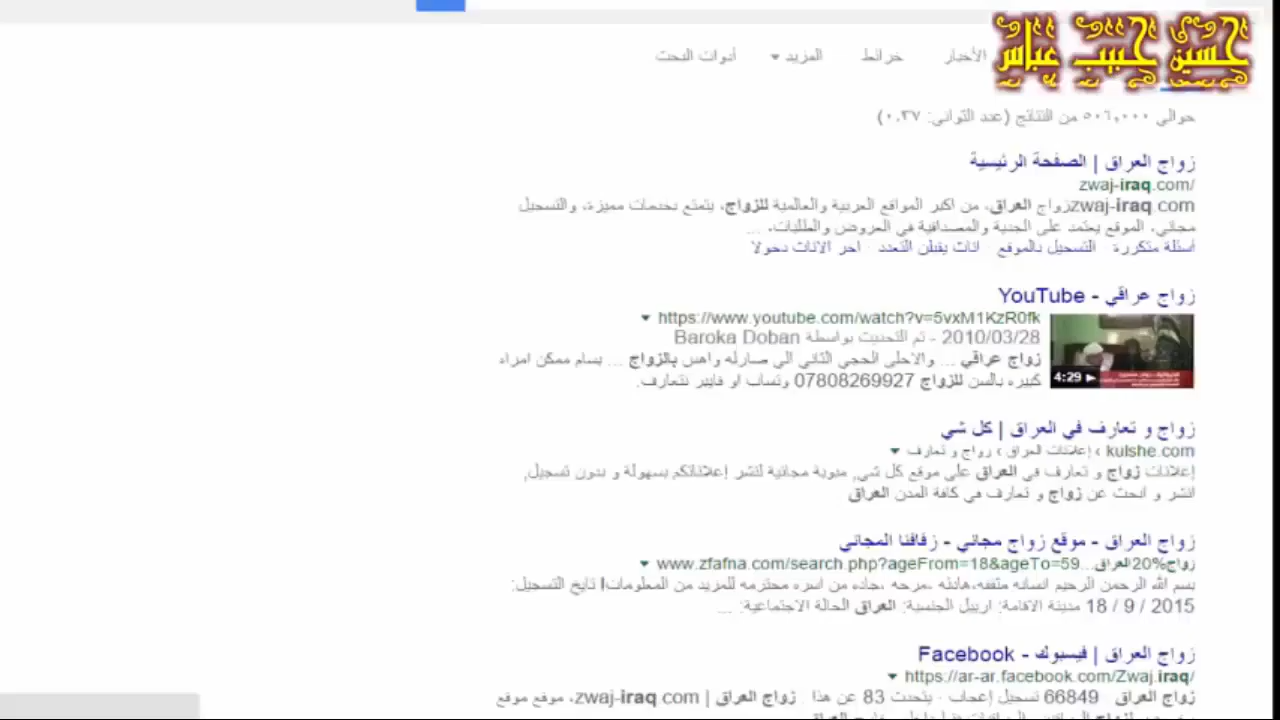 حسين حبيب عباس
الأخبار خرائط المزيد أدوات البحث
حوالي ٥٠٦,٠٠٠ من النتائج (عدد الثواني: ٠.٣٧)
زواج العراق | الصفحة الرئيسية
zwaj-iraq.com/
zwaj-iraq.comزواج العراق، من اكبر المواقع العربية والعالمية للزواج، يتمتع بخدمات مميزة، والتسجيل
مجاني، الموقع يعتمد على الجدية والمصداقية في العروض والطلبات، ...
أسئلة متكررة - التسجيل بالموقع - اناث يقبلن التعدد - اخر الاناث دخولا
زواج عراقي - YouTube
https://www.youtube.com/watch?v=5vxM1KzR0fk
2010/03/28 - تم التحديث بواسطة Baroka Doban
زواج عراقي ... والاحلى الحجي الثاني الي صارله واهس بالزواج ... بسام ممكن امراه
كبيره بالسن للزواج 07808269927 وتساب او فايبر نتعارف.
4:29
زواج و تعارف في العراق | كل شي
kulshe.com › إعلانات العراق › زواج و تعارف
إعلانات زواج و تعارف في العراق على موقع كل شي, مبوبة مجانية لنشر إعلاناتكم بسهولة و بدون تسجيل,
انشر و ابحث عن زواج و تعارف في كافة المدن العراق
زواج العراق - موقع زواج مجاني - زفافنا المجاني
www.zfafna.com/search.php?ageFrom=18&ageTo=59...زواج%20العراق
بسم الله الرحمن الرحيم انسانه مثقفه،هادئه ،مرحه ،جاده من اسره محترمه للمزيد من المعلومات| تايخ التسجيل:
18 / 9 / 2015 مدينة الاقامة: اربيل الجنسية: العراق الحالة الاجتماعية: ...
زواج العراق | فيسبوك - Facebook
https://ar-ar.facebook.com/Zwaj.iraq/
زواج العراق · 66849 تسجيل إعجاب · يتحدث 83 عن هذا. زواج العراق | zwaj-iraq com، موقع موقع